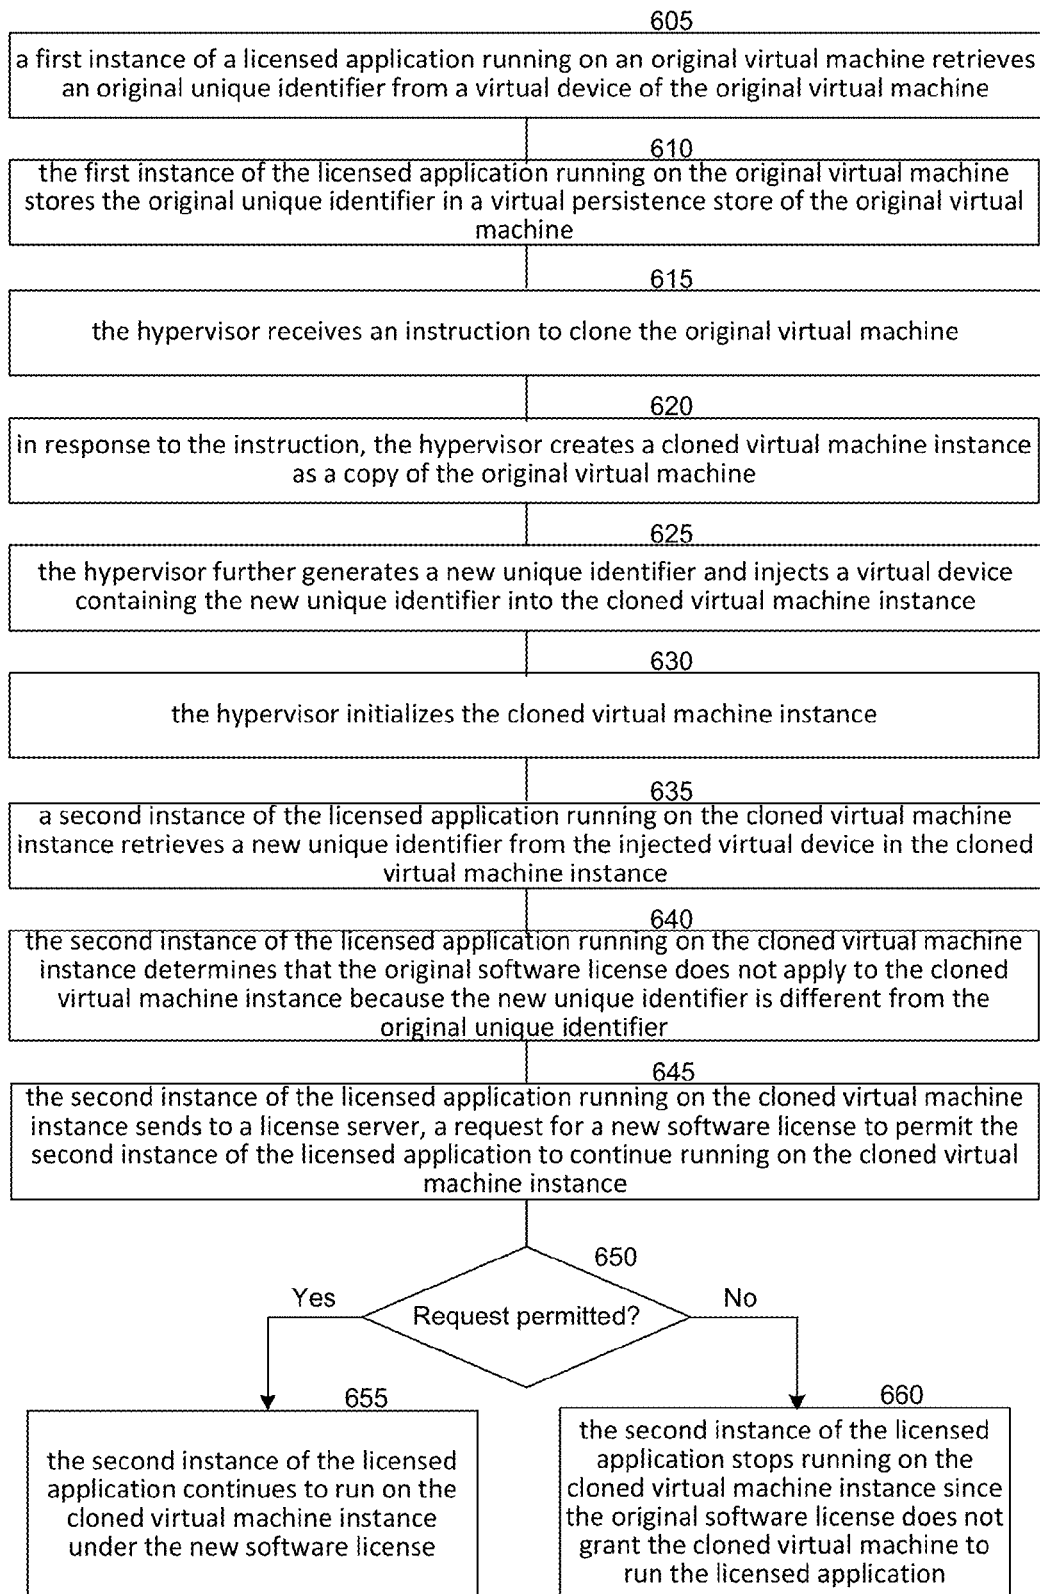 605
a first instance of a licensed application running on an original virtual machine retrieves
an original unique identifier from a virtual device of the original virtual machine
610
the first instance of the licensed application running on the original virtual machine
stores the original unique identifier in a virtual persistence store of the original virtual
machine
615
the hypervisor receives an instruction to clone the original virtual machine
620
in response to the instruction, the hypervisor creates a cloned virtual machine instance
as a copy of the original virtual machine
625
the hypervisor further generates a new unique identifier and injects a virtual device
containing the new unique identifier into the cloned virtual machine instance
630
the hypervisor initializes the cloned virtual machine instance
635
a second instance of the licensed application running on the cloned virtual machine
instance retrieves a new unique identifier from the injected virtual device in the cloned
virtual machine instance
640
the second instance of the licensed application running on the cloned virtual machine
instance determines that the original software license does not apply to the cloned
virtual machine instance because the new unique identifier is different from the
original unique identifier
645
the second instance of the licensed application running on the cloned virtual machine
instance sends to a license server, a request for a new software license to permit the
second instance of the licensed application to continue running on the cloned virtual
machine instance
650
Yes
Request permitted?
No
655
the second instance of the licensed
application continues to run on the
cloned virtual machine instance
under the new software license
660
the second instance of the licensed
application stops running on the
cloned virtual machine instance since
the original software license does not
grant the cloned virtual machine to
run the licensed application